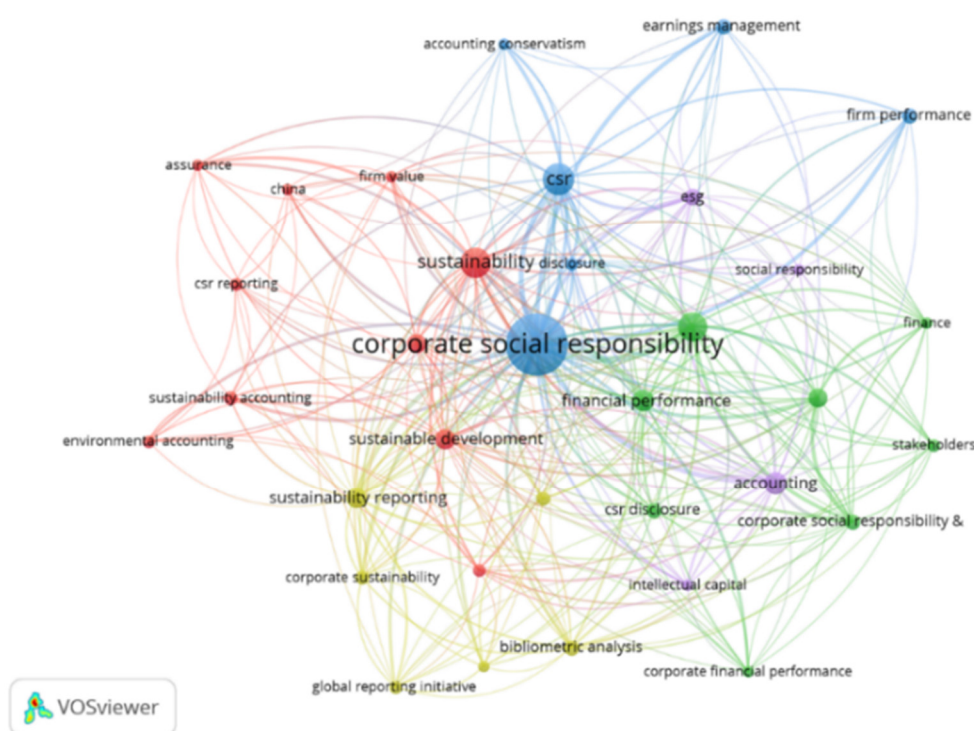 earnings management
accounting conservatism
firm performance
assurance
china
firm value
csr
esg
sustainability
disclosure
social responsibility
csr reporting
finance
corporate social responsibility
sustainability accounting
financial performance
environmental accounting
sustainable development
stakeholders
accounting
sustainability reporting
csr disclosure
corporate social responsibility &
corporate sustainability
intellectual capital
bibliometric analysis
corporate financial performance
global reporting initiative
VOSviewer